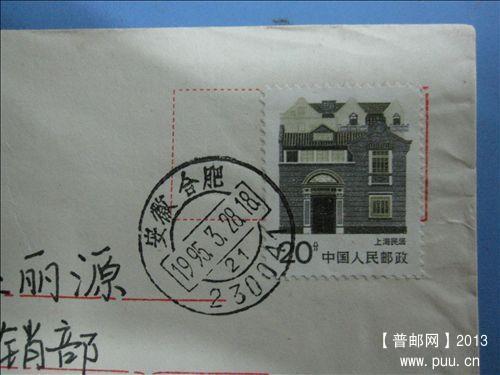 上海民居
20分 中国人民邮政
安徽 合肥
1995.3.28.18
21
230041
丽源
销部
【普邮网】2013
www.puu.cn